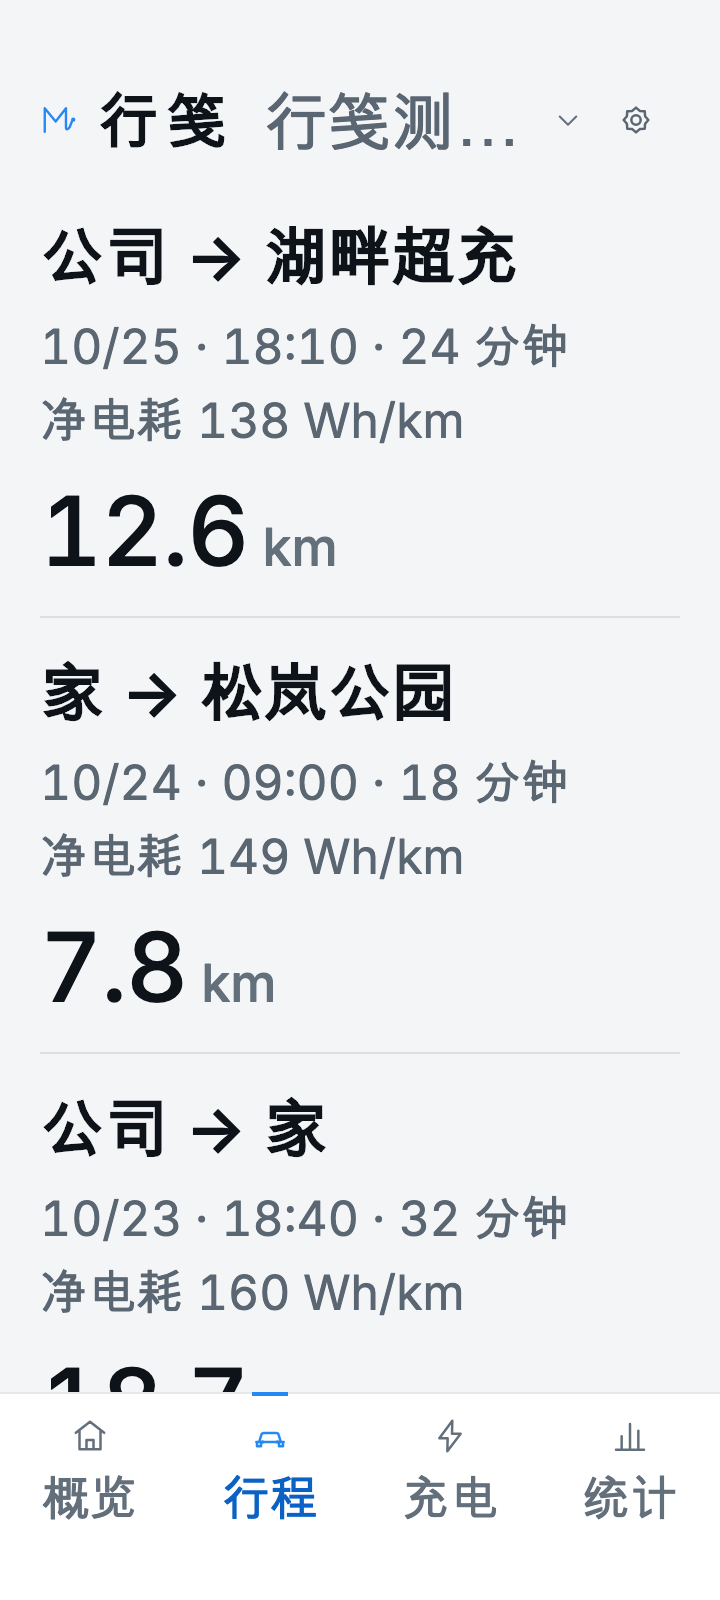 行笺 行笺测…
公司 → 湖畔超充
10/25 · 18:10 · 24 分钟
净电耗 138 Wh/km
12.6 km
家 → 松岚公园
10/24 · 09:00 · 18 分钟
净电耗 149 Wh/km
7.8 km
公司 → 家
10/23 · 18:40 · 32 分钟
净电耗 160 Wh/km
概览 行程 充电 统计